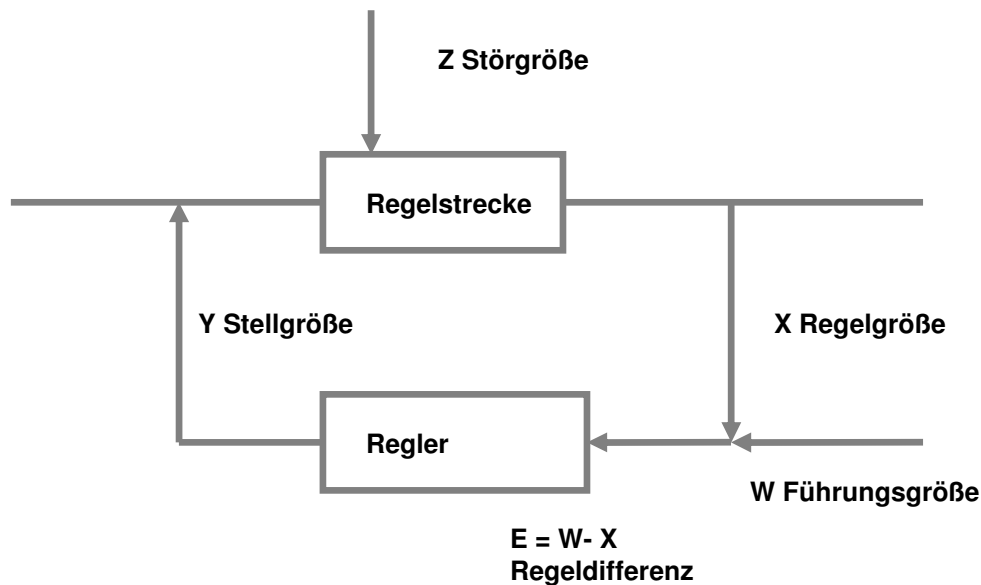 Z Störgröße
Regelstrecke
Y Stellgröße
X Regelgröße
Regler
W Führungsgröße
E = W- X
Regeldifferenz